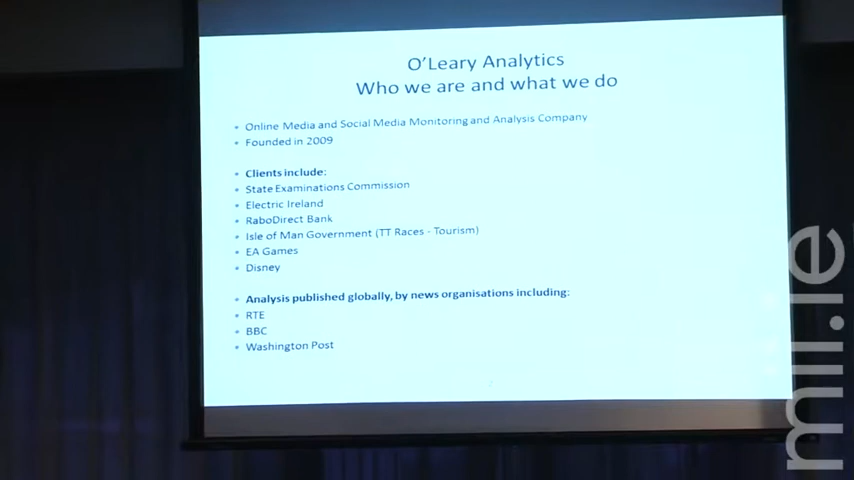 O'Leary Analytics
Who we are and what we do
• Online Media and Social Media Monitoring and Analysis Company
• Founded in 2009
• Clients include:
• State Examinations Commission
• Electric Ireland
• RaboDirect Bank
• Isle of Man Government (TT Races - Tourism)
• EA Games
• Disney
• Analysis published globally, by news organisations including:
• RTE
• BBC
• Washington Post
mii.ie